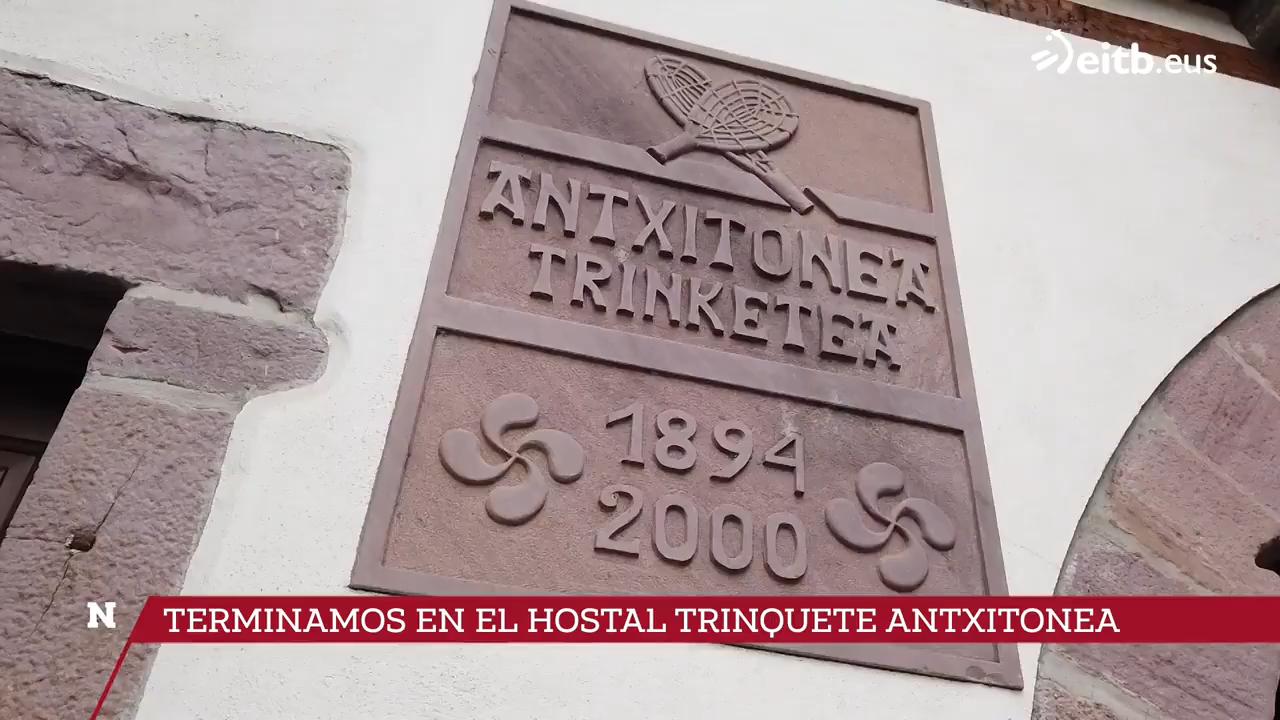 eitb.eus
ANTXITONEA
TRINKETEA
1894
2000
N
TERMINAMOS EN EL HOSTAL TRINQUETE ANTXITONEA